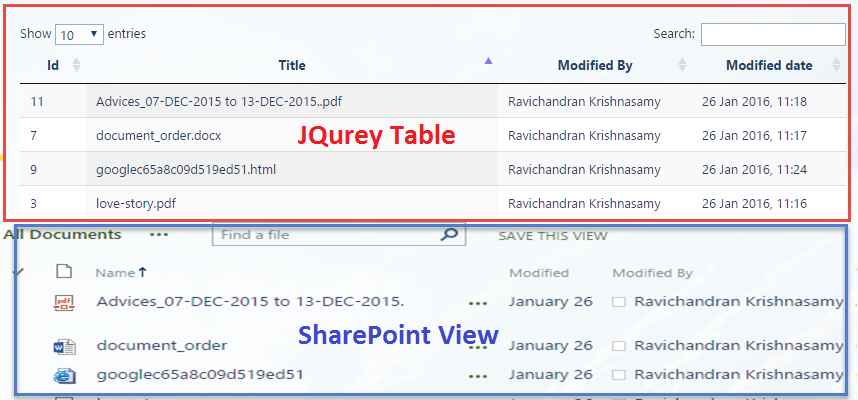 Show 10 entries Search:
Id Title Modified By Modified date
11 Advices_07-DEC-2015 to 13-DEC-2015..pdf Ravichandran Krishnasamy 26 Jan 2016, 11:18
7 document_order.docx Ravichandran Krishnasamy 26 Jan 2016, 11:17
JQurey Table
9 googlec65a8c09d519ed51.html Ravichandran Krishnasamy 26 Jan 2016, 11:24
3 love-story.pdf Ravichandran Krishnasamy 26 Jan 2016, 11:16
All Documents ••• Find a file SAVE THIS VIEW
Name Modified Modified By
pdf Advices_07-DEC-2015 to 13-DEC-2015. ••• January 26 Ravichandran Krishnasamy
SharePoint View
document_order ••• January 26 Ravichandran Krishnasamy
googlec65a8c09d519ed51 ••• January 26 Ravichandran Krishnasamy